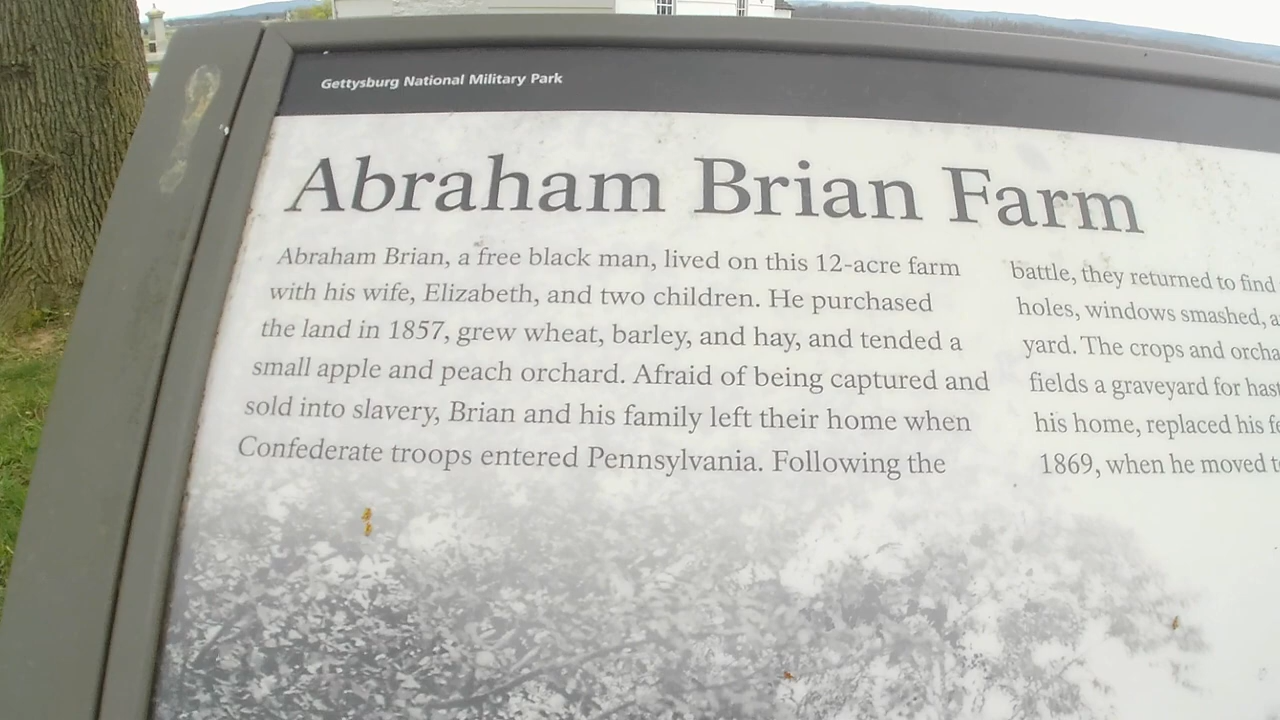 Gettysburg National Military Park
Abraham Brian Farm
Abraham Brian, a free black man, lived on this 12-acre farm
with his wife, Elizabeth, and two children. He purchased
the land in 1857, grew wheat, barley, and hay, and tended a
small apple and peach orchard. Afraid of being captured and
sold into slavery, Brian and his family left their home when
Confederate troops entered Pennsylvania. Following the
battle, they returned to find
holes, windows smashed,
yard. The crops and
fields a graveyard for
his home, replaced his
1869, when he moved